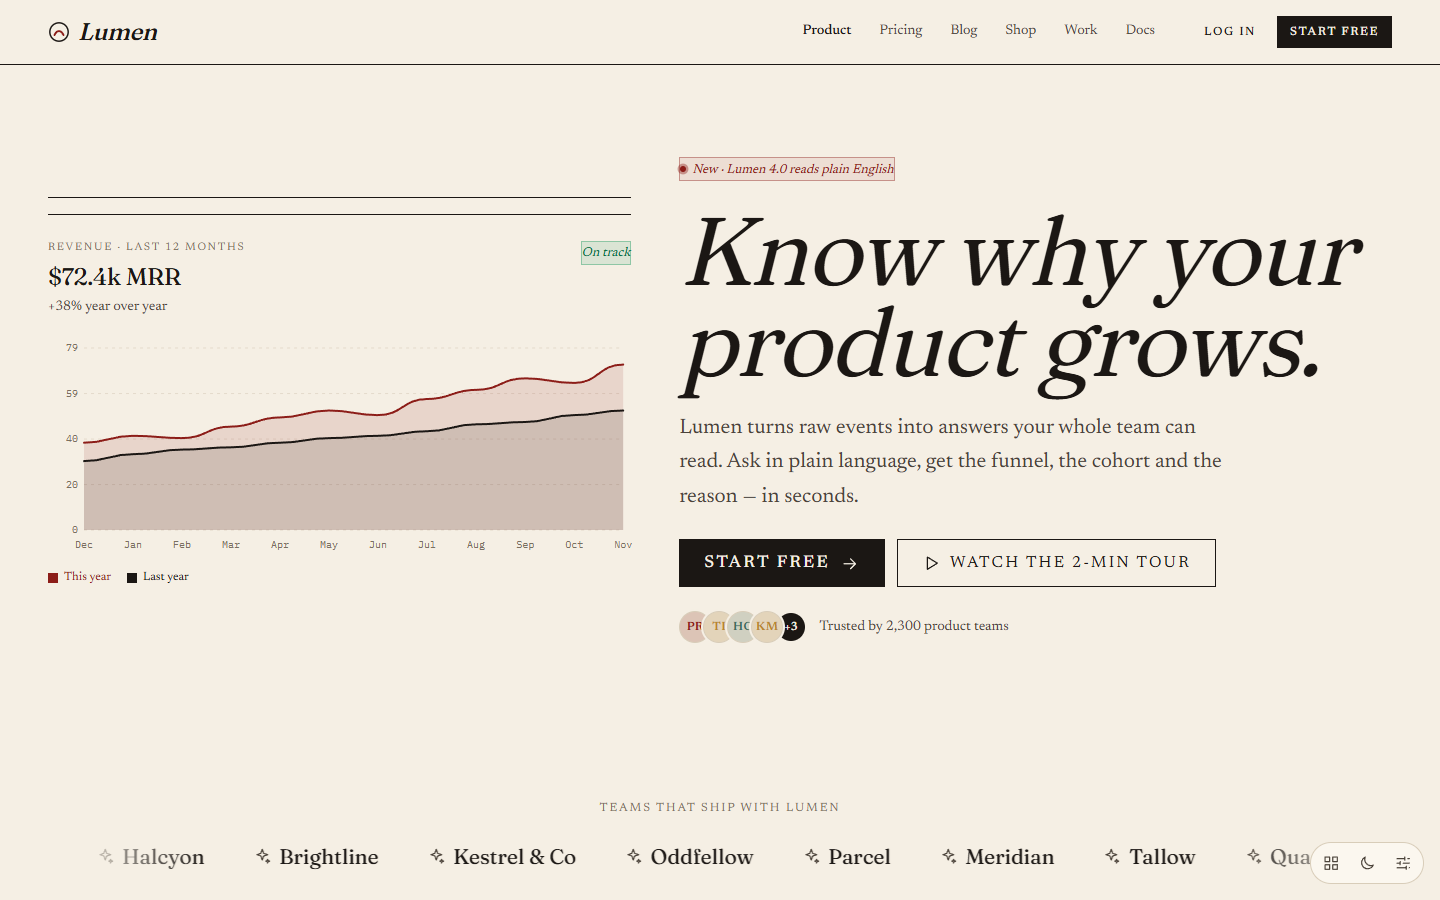 Lumen
Product Pricing Blog Shop Work Docs LOG IN START FREE
REVENUE · LAST 12 MONTHS
On track
$72.4k MRR
+38% year over year
79
59
40
20
0
Dec Jan Feb Mar Apr May Jun Jul Aug Sep Oct Nov
This year Last year
New · Lumen 4.0 reads plain English
Know why your
product grows.
Lumen turns raw events into answers your whole team can
read. Ask in plain language, get the funnel, the cohort and the
reason — in seconds.
START FREE WATCH THE 2-MIN TOUR
KM +3 Trusted by 2,300 product teams
TEAMS THAT SHIP WITH LUMEN
Halcyon Brightline Kestrel & Co Oddfellow Parcel Meridian Tallow